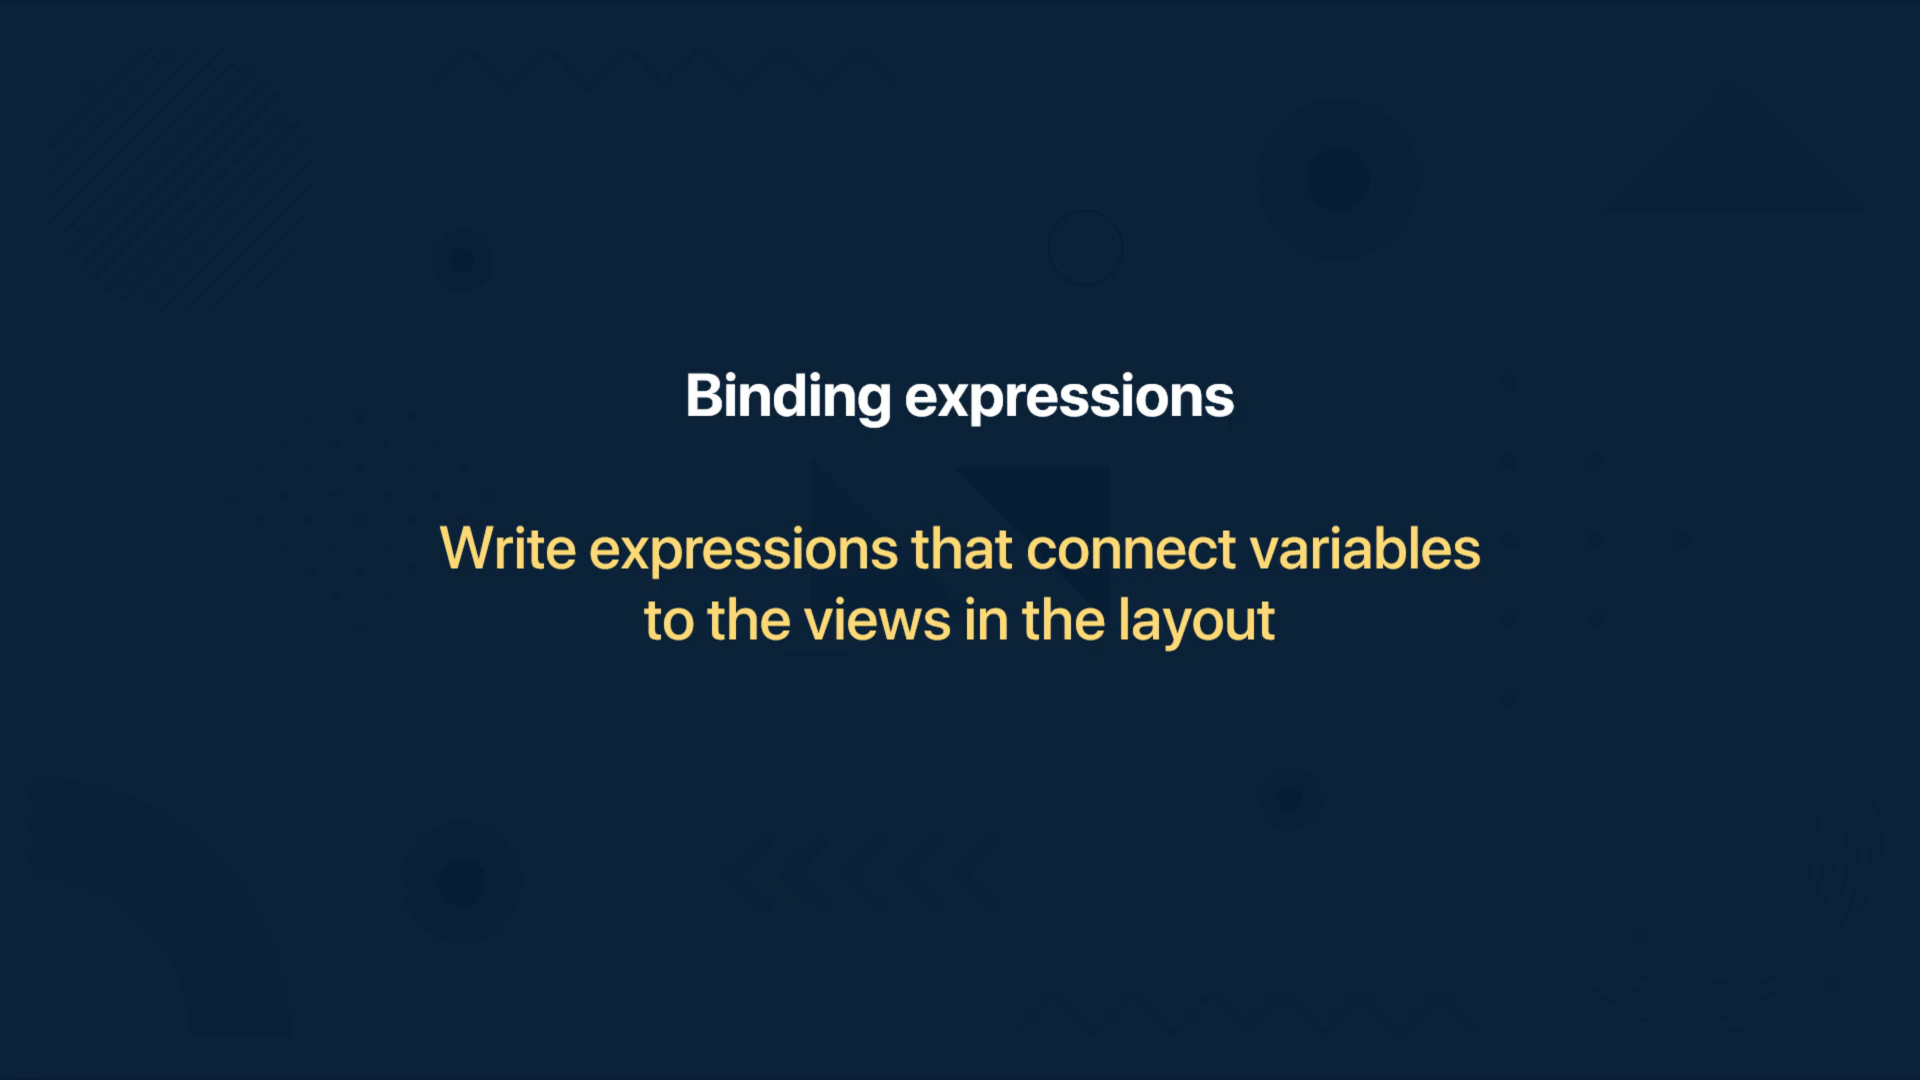 Binding expressions
Write expressions that connect variables
to the views in the layout